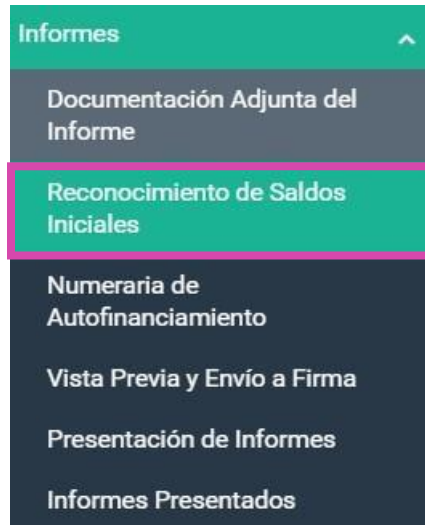 Informes
Documentación Adjunta del
Informe
Reconocimiento de Saldos
Iniciales
Numeraria de
Autofinanciamiento
Vista Previa y Envío a Firma
Presentación de Informes
Informes Presentados